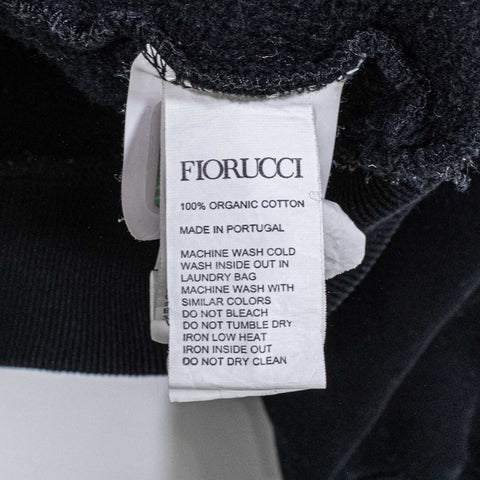 FIORUCCI
100% ORGANIC COTTON
MADE IN PORTUGAL
MACHINE WASH COLD
WASH INSIDE OUT IN
LAUNDRY BAG
MACHINE WASH WITH
SIMILAR COLORS
DO NOT BLEACH
DO NOT TUMBLE DRY
IRON LOW HEAT
IRON INSIDE OUT
DO NOT DRY CLEAN